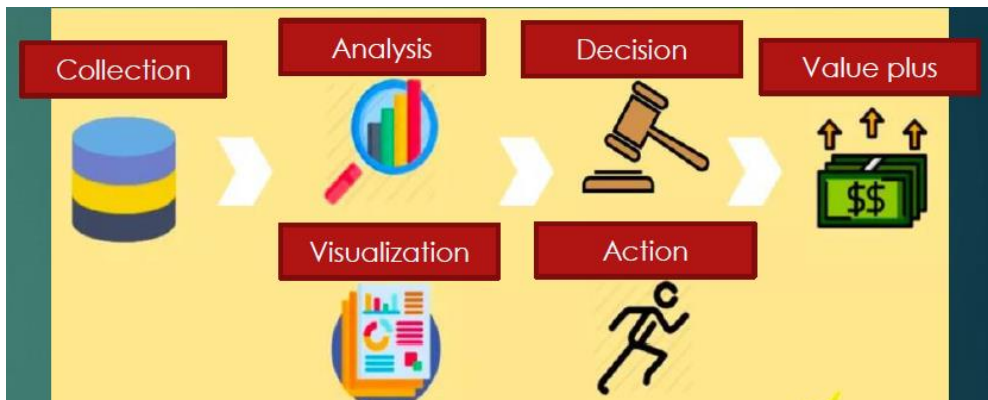 Collection
Analysis
Decision
Value plus
$$
Visualization
Action